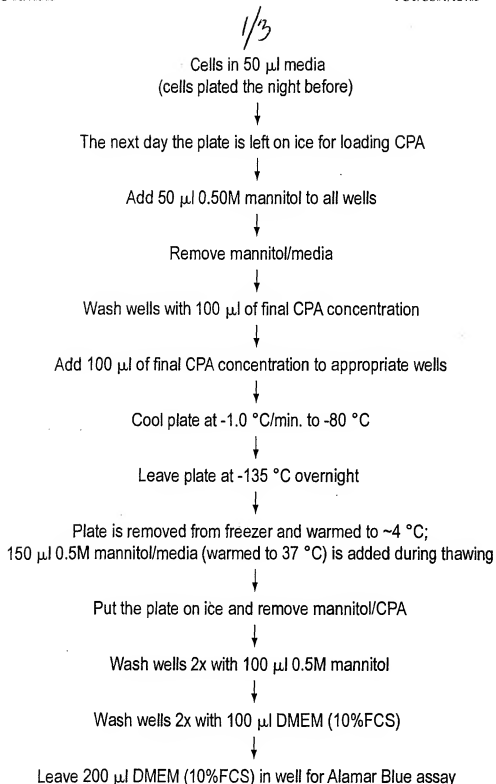 1/3
Cells in 50 µl media
(cells plated the night before)
The next day the plate is left on ice for loading CPA
Add 50 µl 0.50M mannitol to all wells
Remove mannitol/media
Wash wells with 100 µl of final CPA concentration
Add 100 µl of final CPA concentration to appropriate wells
Cool plate at -1.0 °C/min. to -80 °C
Leave plate at -135 °C overnight
Plate is removed from freezer and warmed to ~4 °C;
150 µl 0.5M mannitol/media (warmed to 37 °C) is added during thawing
Put the plate on ice and remove mannitol/CPA
Wash wells 2x with 100 µl 0.5M mannitol
Wash wells 2x with 100 µl DMEM (10%FCS)
Leave 200 µl DMEM (10%FCS) in well for Alamar Blue assay